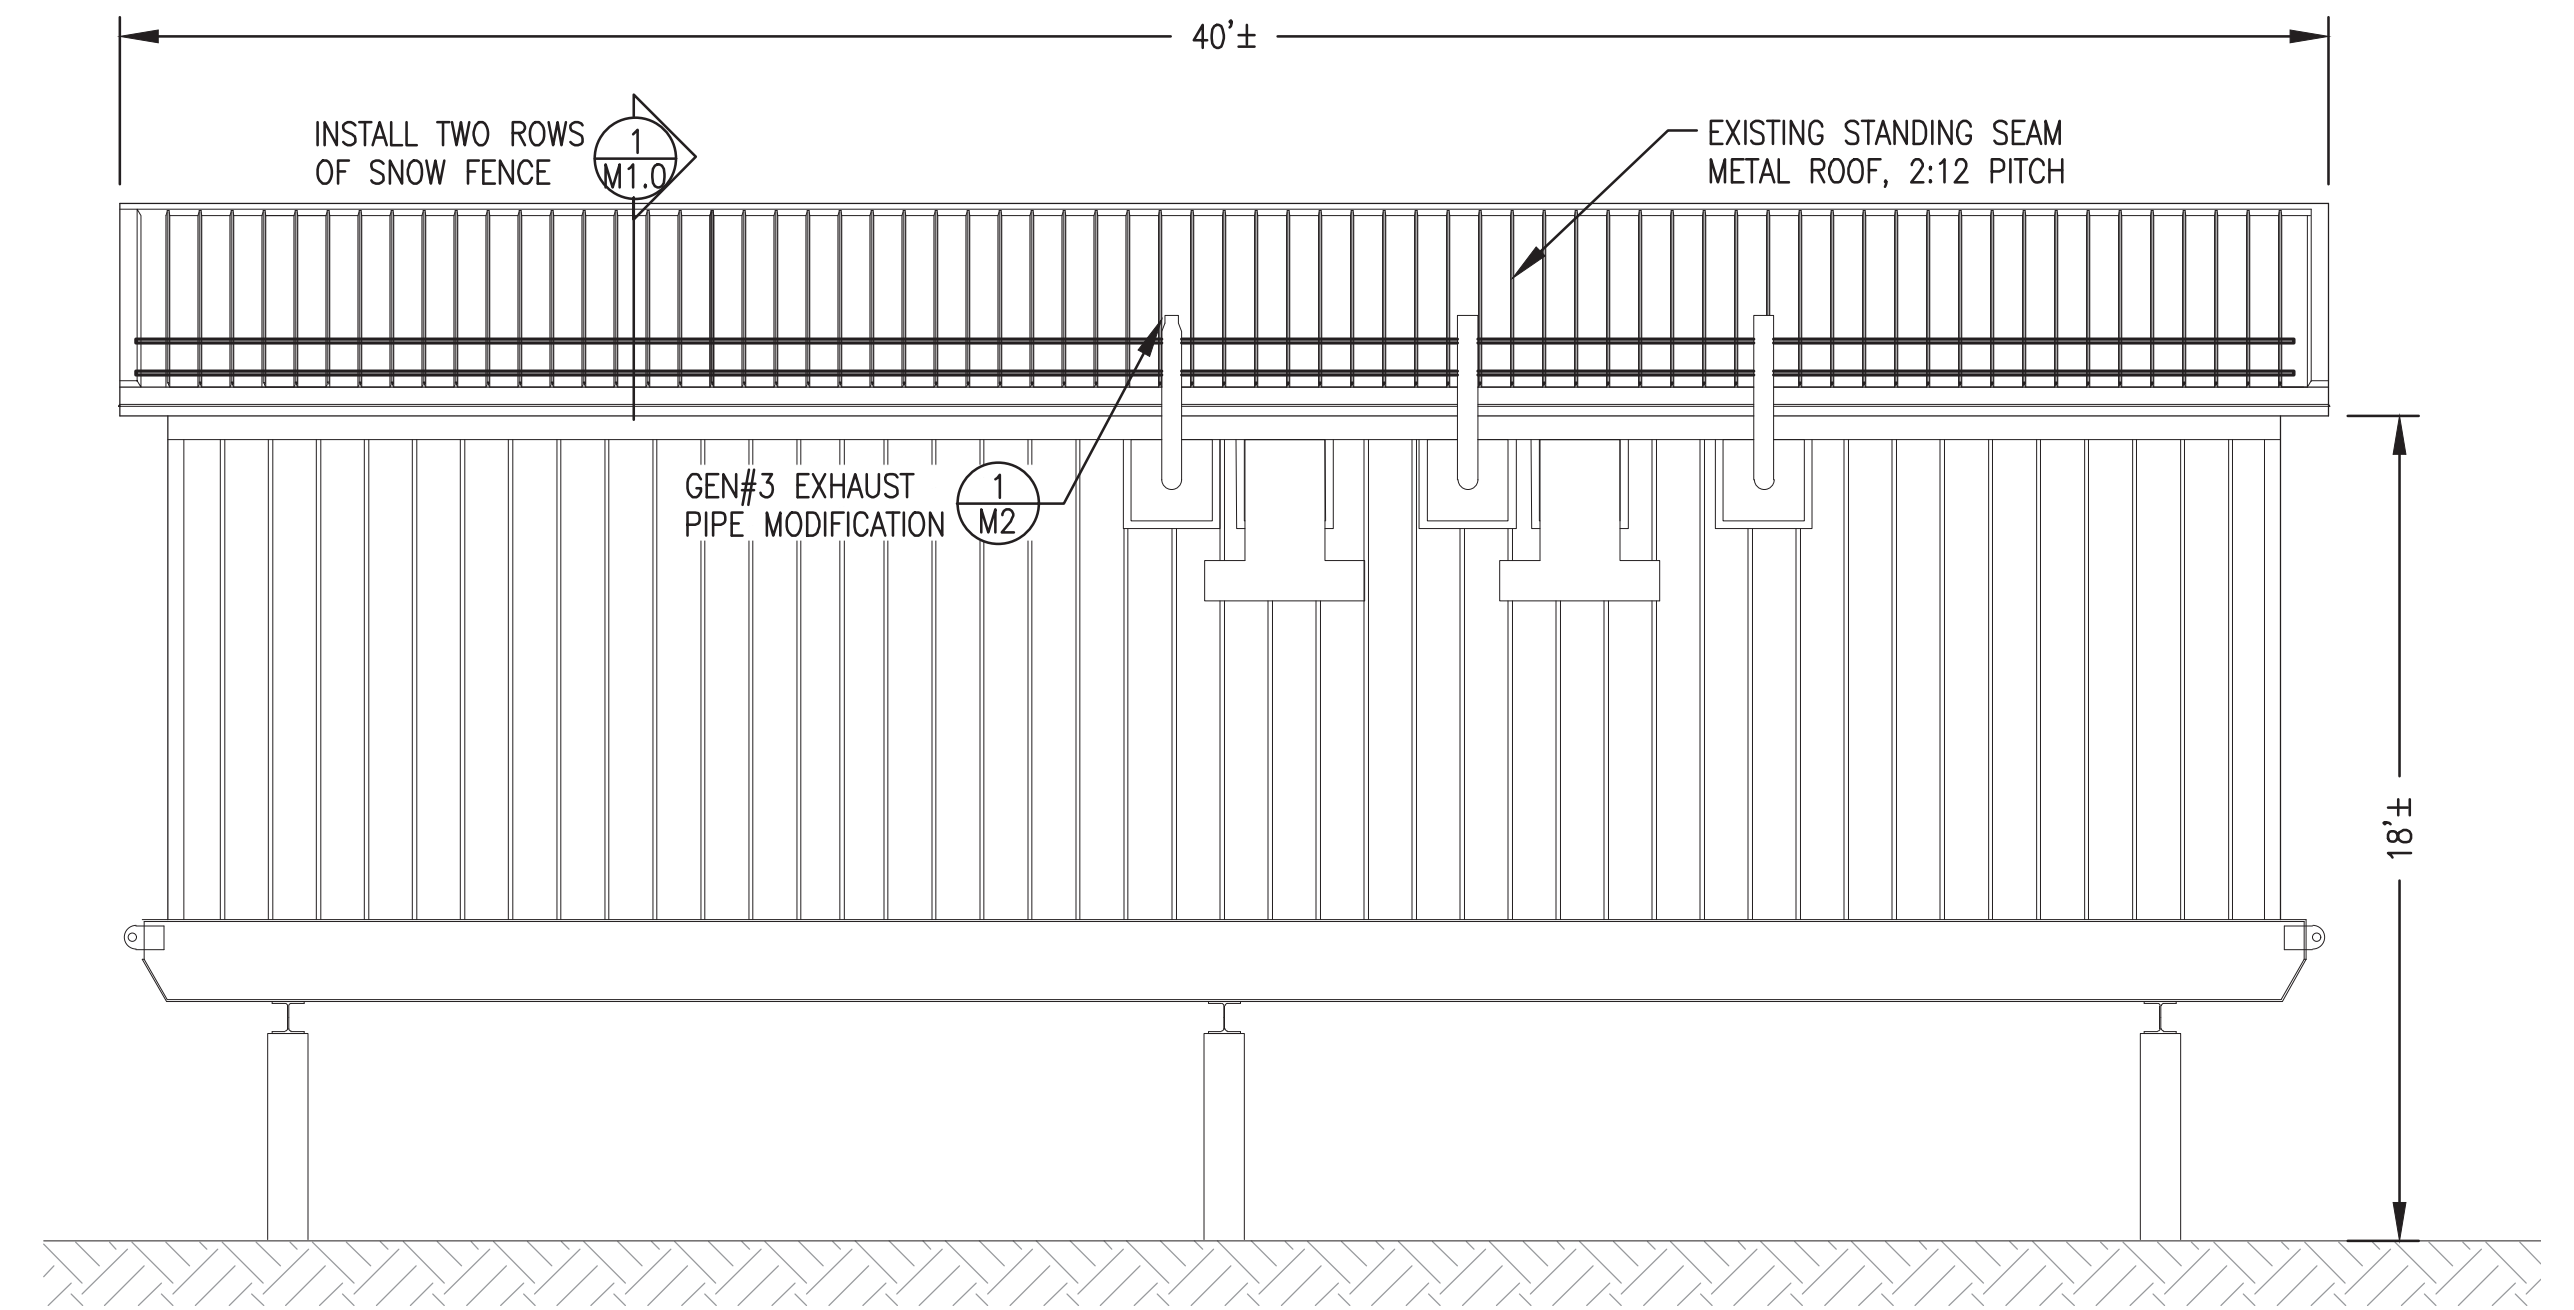 40'±
INSTALL TWO ROWS
OF SNOW FENCE
1
M1.0
EXISTING STANDING SEAM
METAL ROOF, 2:12 PITCH
GEN#3 EXHAUST
PIPE MODIFICATION
1
M2
18'±